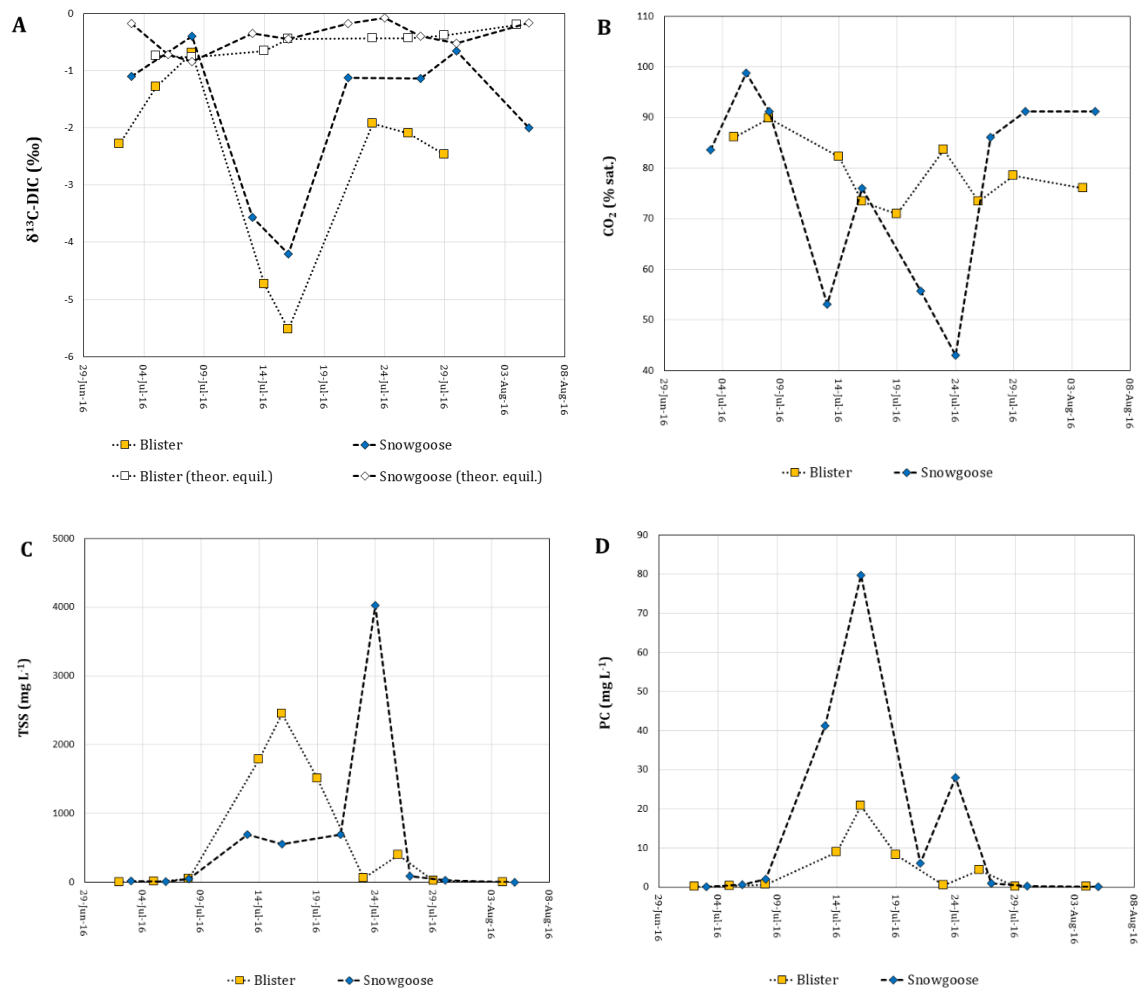 A
0
-1
-2
-3
-4
-5
-6
δ¹³C-DIC (‰)
29-Jun-16
04-Jul-16
09-Jul-16
14-Jul-16
19-Jul-16
24-Jul-16
29-Jul-16
03-Aug-16
08-Aug-16
Blister
Snowgoose
Blister (theor. equil.)
Snowgoose (theor. equil.)
B
110
100
90
80
70
60
50
40
CO₂ (% sat.)
29-Jun-16
04-Jul-16
09-Jul-16
14-Jul-16
19-Jul-16
24-Jul-16
29-Jul-16
03-Aug-16
08-Aug-16
Blister
Snowgoose
C
5000
4000
3000
2000
1000
0
TSS (mg L⁻¹)
29-Jun-16
04-Jul-16
09-Jul-16
14-Jul-16
19-Jul-16
24-Jul-16
29-Jul-16
03-Aug-16
08-Aug-16
Blister
Snowgoose
D
90
80
70
60
50
40
30
20
10
0
PC (mg L⁻¹)
29-Jun-16
04-Jul-16
09-Jul-16
14-Jul-16
19-Jul-16
24-Jul-16
29-Jul-16
03-Aug-16
08-Aug-16
Blister
Snowgoose